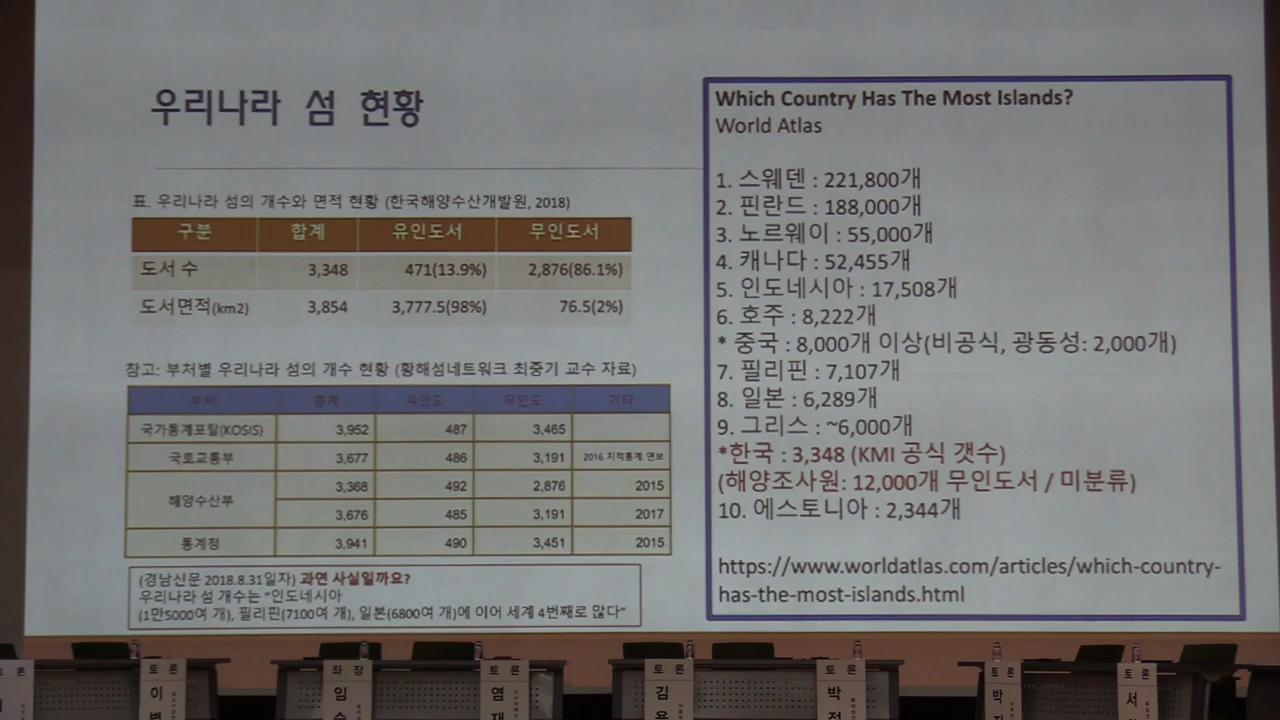 우리나라 섬 현황
표. 우리나라 섬의 개수와 면적 현황 (한국해양수산개발원, 2018)
구분 합계 유인도서 무인도서
도서 수 3,348 471(13.9%) 2,876(86.1%)
도서면적(km2) 3,854 3,777.5(98%) 76.5(2%)
참고: 부처별 우리나라 섬의 개수 현황 (황해섬네트워크 최중기 교수 자료)
부처 총계 유인도 무인도 기타
국가통계포탈(KOSIS) 3,952 487 3,465
국토교통부 3,677 486 3,191 2016 지적통계 연보
해양수산부 3,368 492 2,876 2015
3,676 485 3,191 2017
통계청 3,941 490 3,451 2015
(경남신문 2018.8.31일자) 과연 사실일까요?
우리나라 섬 개수는 “인도네시아
(1만5000여 개), 필리핀(7100여 개), 일본(6800여 개)에 이어 세계 4번째로 많다”
Which Country Has The Most Islands?
World Atlas
1. 스웨덴 : 221,800개
2. 핀란드 : 188,000개
3. 노르웨이 : 55,000개
4. 캐나다 : 52,455개
5. 인도네시아 : 17,508개
6. 호주 : 8,222개
* 중국 : 8,000개 이상(비공식, 광동성: 2,000개)
7. 필리핀 : 7,107개
8. 일본 : 6,289개
9. 그리스 : ~6,000개
*한국 : 3,348 (KMI 공식 갯수)
(해양조사원: 12,000개 무인도서 / 미분류)
10. 에스토니아 : 2,344개
https://www.worldatlas.com/articles/which-country-
has-the-most-islands.html
토론
이
좌장
임
토론
염
토론
김
토론
박
토론
박
토론
서